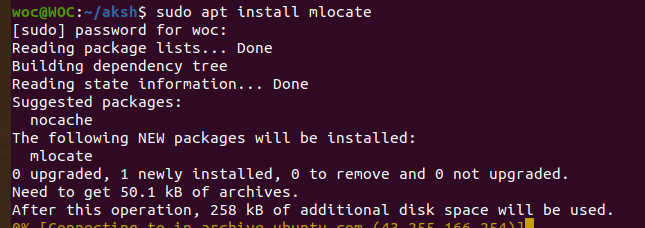 woc@WOC:~/aksh$ sudo apt install mlocate
[sudo] password for woc:
Reading package lists... Done
Building dependency tree
Reading state information... Done
Suggested packages:
  nocache
The following NEW packages will be installed:
  mlocate
0 upgraded, 1 newly installed, 0 to remove and 0 not upgraded.
Need to get 50.1 kB of archives.
After this operation, 258 kB of additional disk space will be used.
0% [Connecting to in.archive.ubuntu.com (43.255.166.254)]